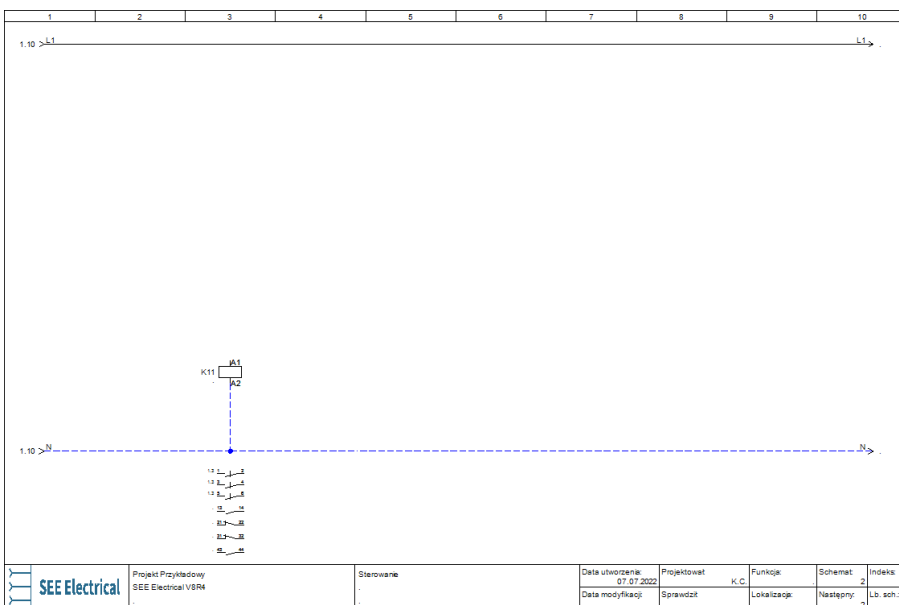 1 2 3 4 5 6 7 8 9 10
1.10 L1 L1
A1
K11
A2
1.10 N N
1.3 1 2
1.3 3 4
1.3 5 6
13 14
21 22
31 32
43 44
SEE Electrical
Projekt Przykładowy
SEE Electrical V8R4
Sterowanie
Data utworzenia:
07.07.2022
Data modyfikacji:
Projektował
K.C.
Sprawdził
Funkcja:
Lokalizacja:
Schemat:
2
Następny:
Indeks:
Lb. sch.: